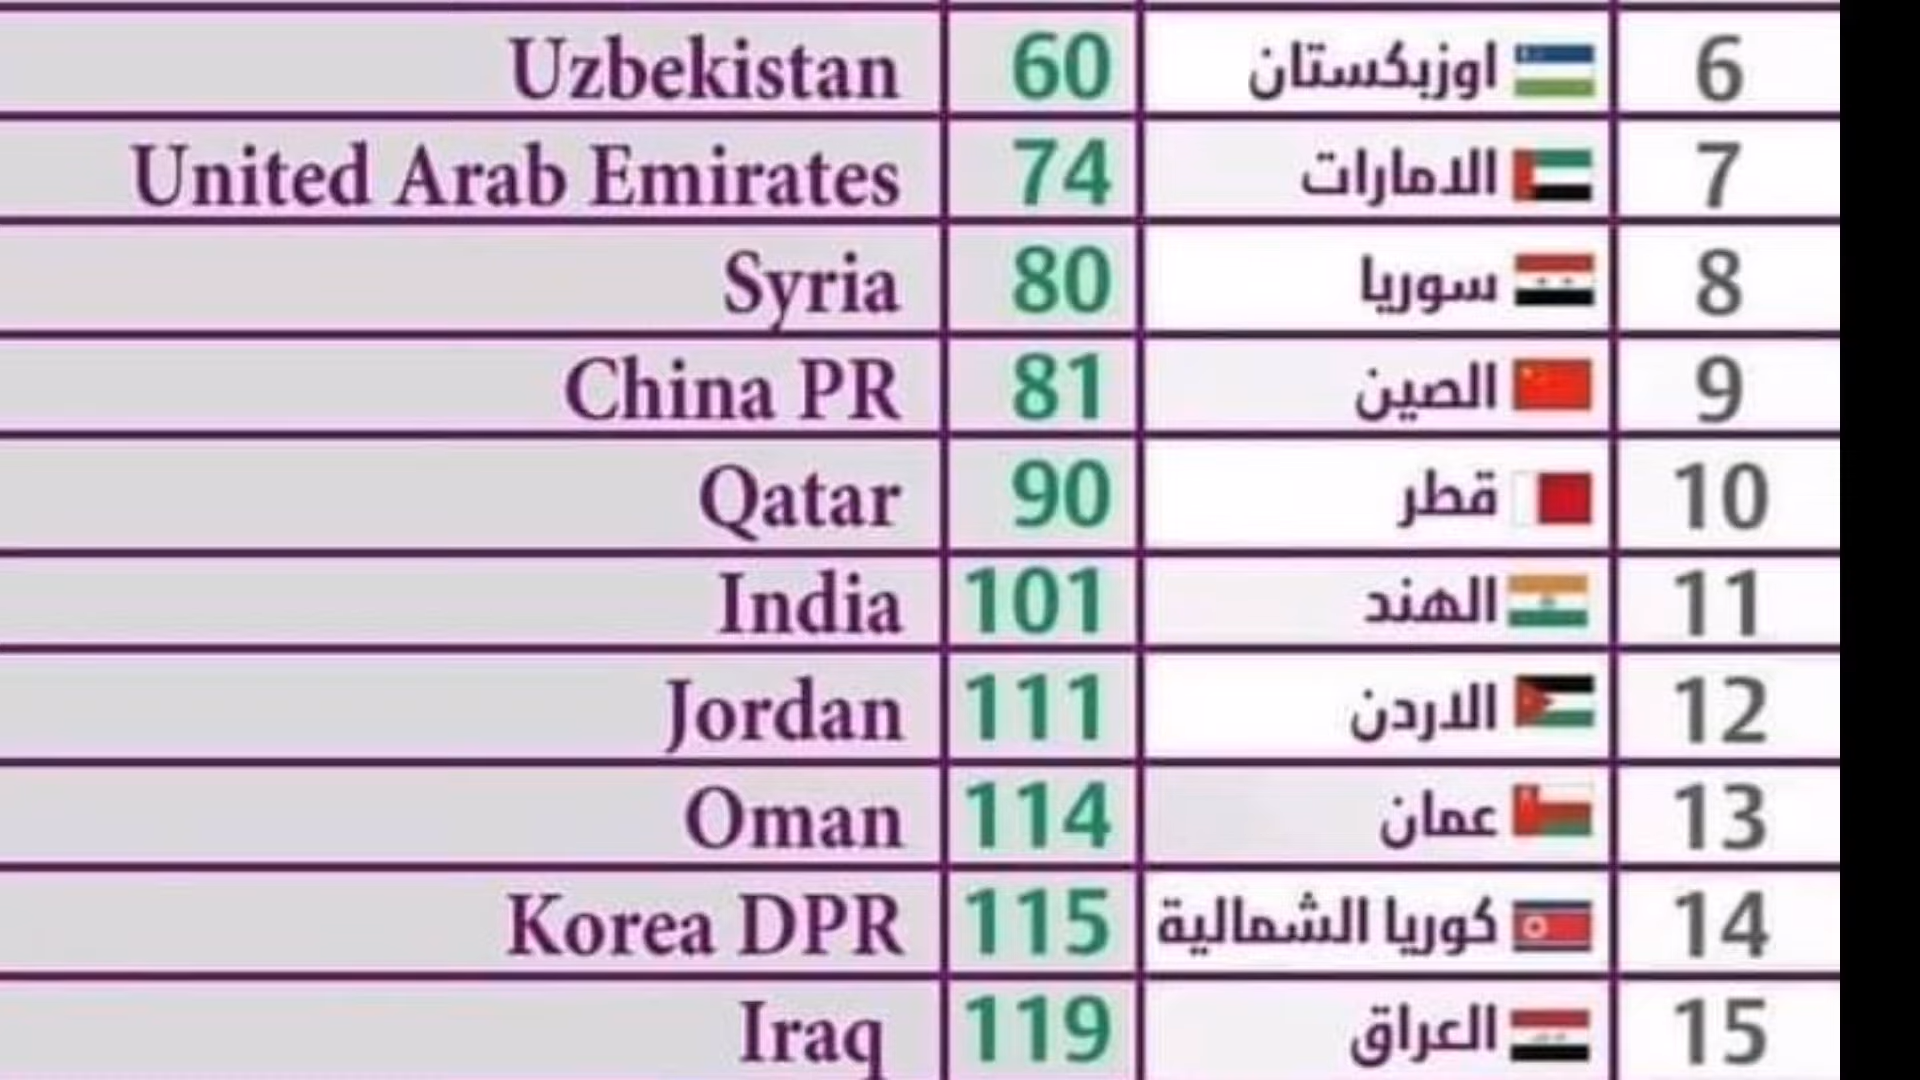 6 اوزبكستان 60 Uzbekistan
7 الامارات 74 United Arab Emirates
8 سوريا 80 Syria
9 الصين 81 China PR
10 قطر 90 Qatar
11 الهند 101 India
12 الاردن 111 Jordan
13 عمان 114 Oman
14 كوريا الشمالية 115 Korea DPR
15 العراق 119 Iraq